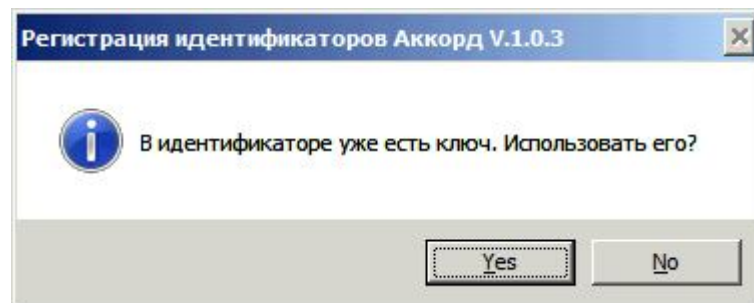 Регистрация идентификаторов Аккорд V.1.0.3
В идентификаторе уже есть ключ. Использовать его?
Yes No